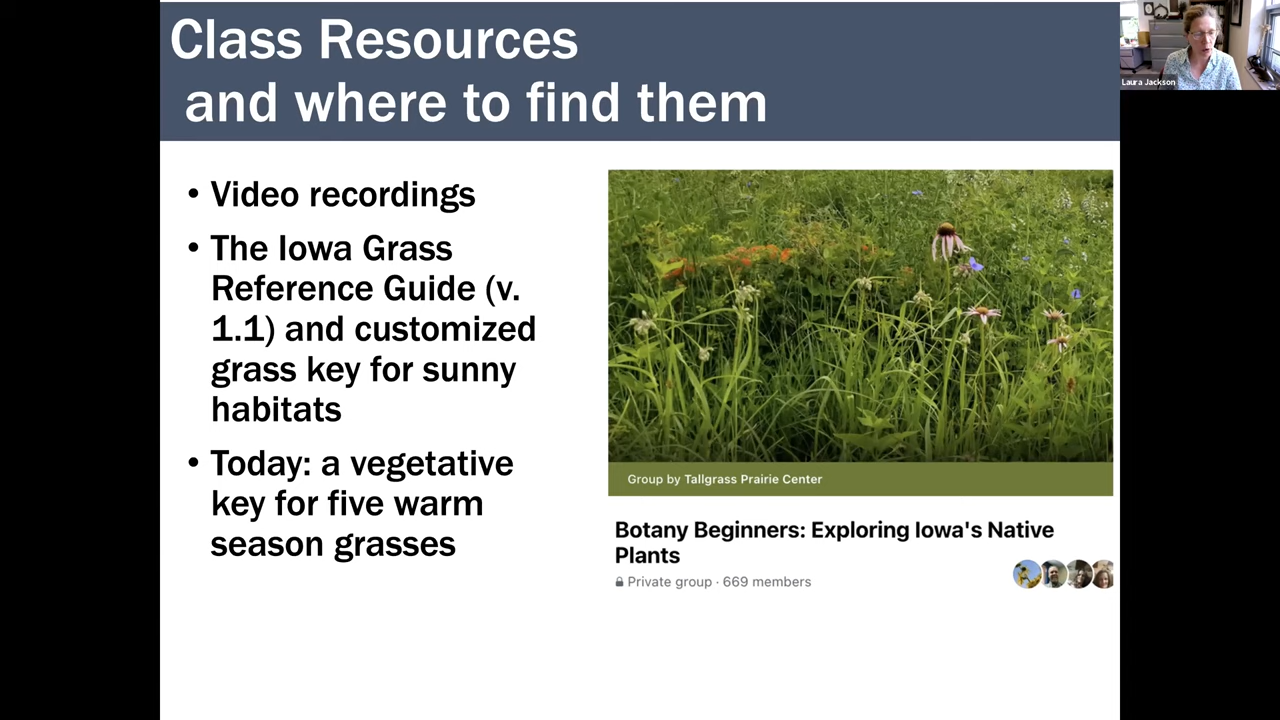 Class Resources
and where to find them
Laura Jackson
• Video recordings
• The Iowa Grass
Reference Guide (v.
1.1) and customized
grass key for sunny
habitats
• Today: a vegetative
key for five warm
season grasses
Group by Tallgrass Prairie Center
Botany Beginners: Exploring Iowa's Native
Plants
Private group · 669 members